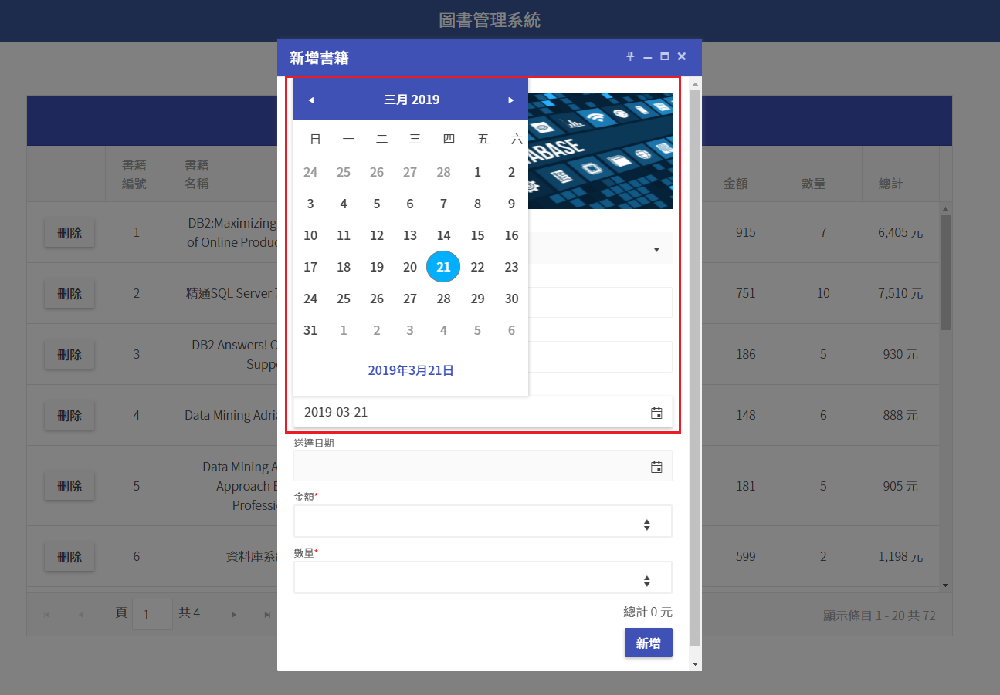 圖書管理系統
新增書籍
三月 2019
日 一 二 三 四 五 六
24 25 26 27 28 1 2
3 4 5 6 7 8 9
10 11 12 13 14 15 16
17 18 19 20 21 22 23
24 25 26 27 28 29 30
31 1 2 3 4 5 6
2019年3月21日
2019-03-21
送達日期
金額*
數量*
總計 0 元
新增
書籍
編號
書籍
名稱
金額
數量
總計
刪除 1 DB2:Maximizing
of Online Produc
915 7 6,405 元
刪除 2 精通SQL Server
751 10 7,510 元
刪除 3 DB2 Answers!
Suppo
186 5 930 元
刪除 4 Data Mining Adria
148 6 888 元
刪除 5 Data Mining A
Approach
Professi
181 5 905 元
刪除 6 資料庫系
599 2 1,198 元
頁 1 共 4
顯示條目 1 - 20 共 72